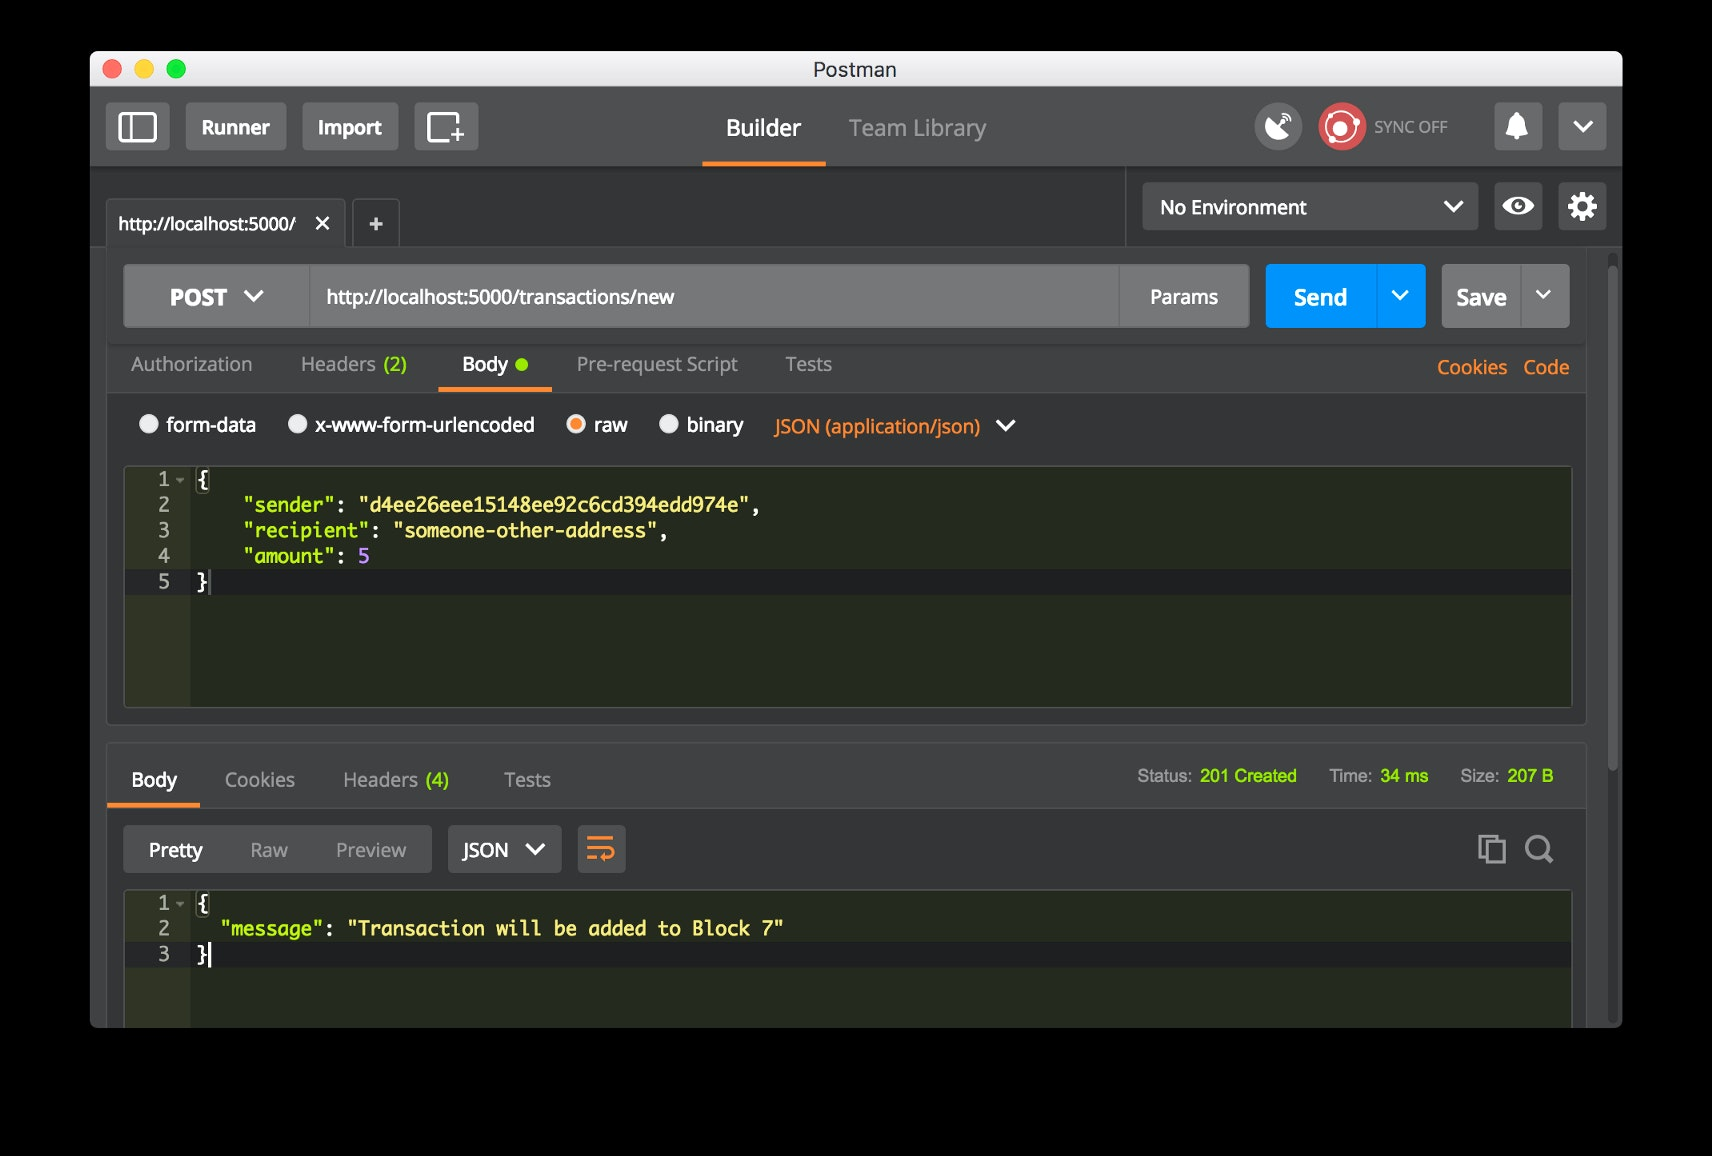 Postman
Runner Import Builder Team Library SYNC OFF
http://localhost:5000/ No Environment
POST http://localhost:5000/transactions/new Params Send Save
Authorization Headers (2) Body Pre-request Script Tests Cookies Code
form-data x-www-form-urlencoded raw binary JSON (application/json)
1 {
2 "sender": "d4ee26eee15148ee92c6cd394edd974e",
3 "recipient": "someone-other-address",
4 "amount": 5
5 }
Body Cookies Headers (4) Tests Status: 201 Created Time: 34 ms Size: 207 B
Pretty Raw Preview JSON
1 {
2 "message": "Transaction will be added to Block 7"
3 }